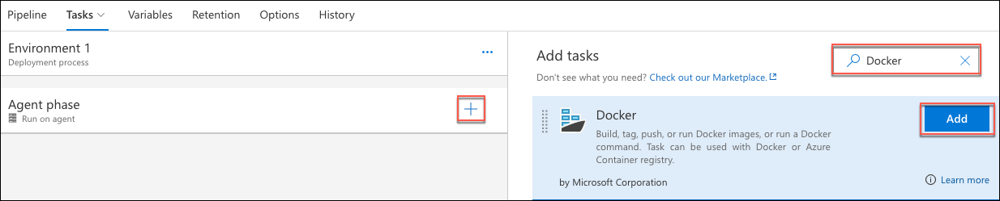 Pipeline Tasks Variables Retention Options History
Environment 1
Deployment process
Agent phase
Run on agent
Add tasks
Docker
Don't see what you need? Check out our Marketplace.
Docker
Build, tag, push, or run Docker images, or run a Docker
command. Task can be used with Docker or Azure
Container registry.
Add
by Microsoft Corporation
Learn more